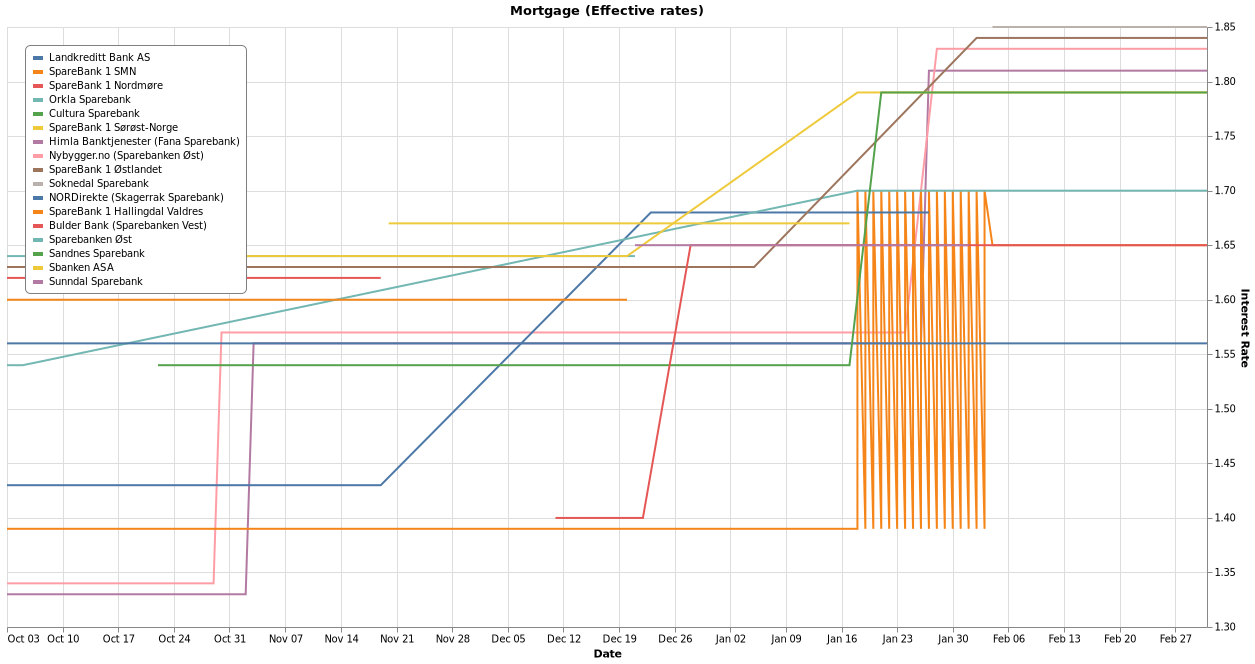 Mortgage (Effective rates)
Landkreditt Bank AS
SpareBank 1 SMN
SpareBank 1 Nordmøre
Orkla Sparebank
Cultura Sparebank
SpareBank 1 Sørøst-Norge
Himla Banktjenester (Fana Sparebank)
Nybygger.no (Sparebanken Øst)
SpareBank 1 Østlandet
Soknedal Sparebank
NORDirekte (Skagerrak Sparebank)
SpareBank 1 Hallingdal Valdres
Bulder Bank (Sparebanken Vest)
Sparebanken Øst
Sandnes Sparebank
Sbanken ASA
Sunndal Sparebank
1.85
1.80
1.75
1.70
1.65
1.60
1.55
1.50
1.45
1.40
1.35
1.30
Interest Rate
Oct 03 Oct 10 Oct 17 Oct 24 Oct 31 Nov 07 Nov 14 Nov 21 Nov 28 Dec 05 Dec 12 Dec 19 Dec 26 Jan 02 Jan 09 Jan 16 Jan 23 Jan 30 Feb 06 Feb 13 Feb 20 Feb 27
Date